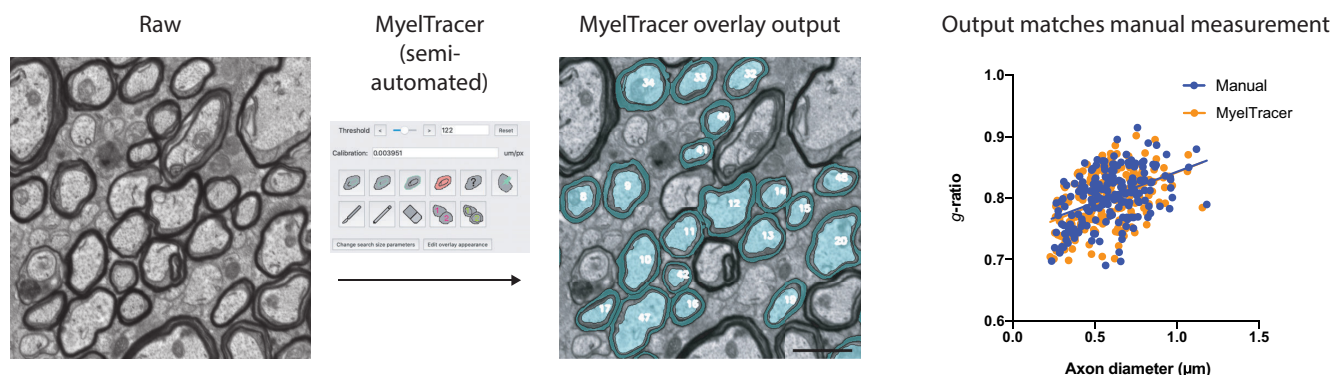 Raw
MyelTracer
(semi-
automated)
MyelTracer overlay output
Output matches manual measurement
Threshold < > 122 Reset
Calibration: 0.003951 um/px
?
Change search size parameters Edit overlay appearance
34
33
32
40
41
8
9
12
14
15
48
11
13
20
10
42
17
47
16
19
1.0
0.9
0.8
0.7
0.6
g-ratio
Manual
MyelTracer
0.0 0.5 1.0 1.5
Axon diameter (µm)